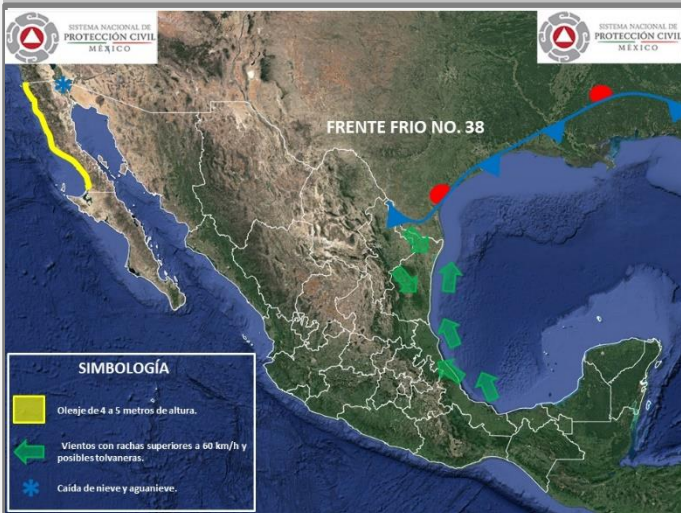 SISTEMA NACIONAL DE
PROTECCIÓN CIVIL
MÉXICO
SISTEMA NACIONAL DE
PROTECCIÓN CIVIL
MÉXICO
FRENTE FRIO NO. 38
SIMBOLOGÍA
Oleaje de 4 a 5 metros de altura.
Vientos con rachas superiores a 60 km/h y
posibles tolvaneras.
Caída de nieve y aguanieve.